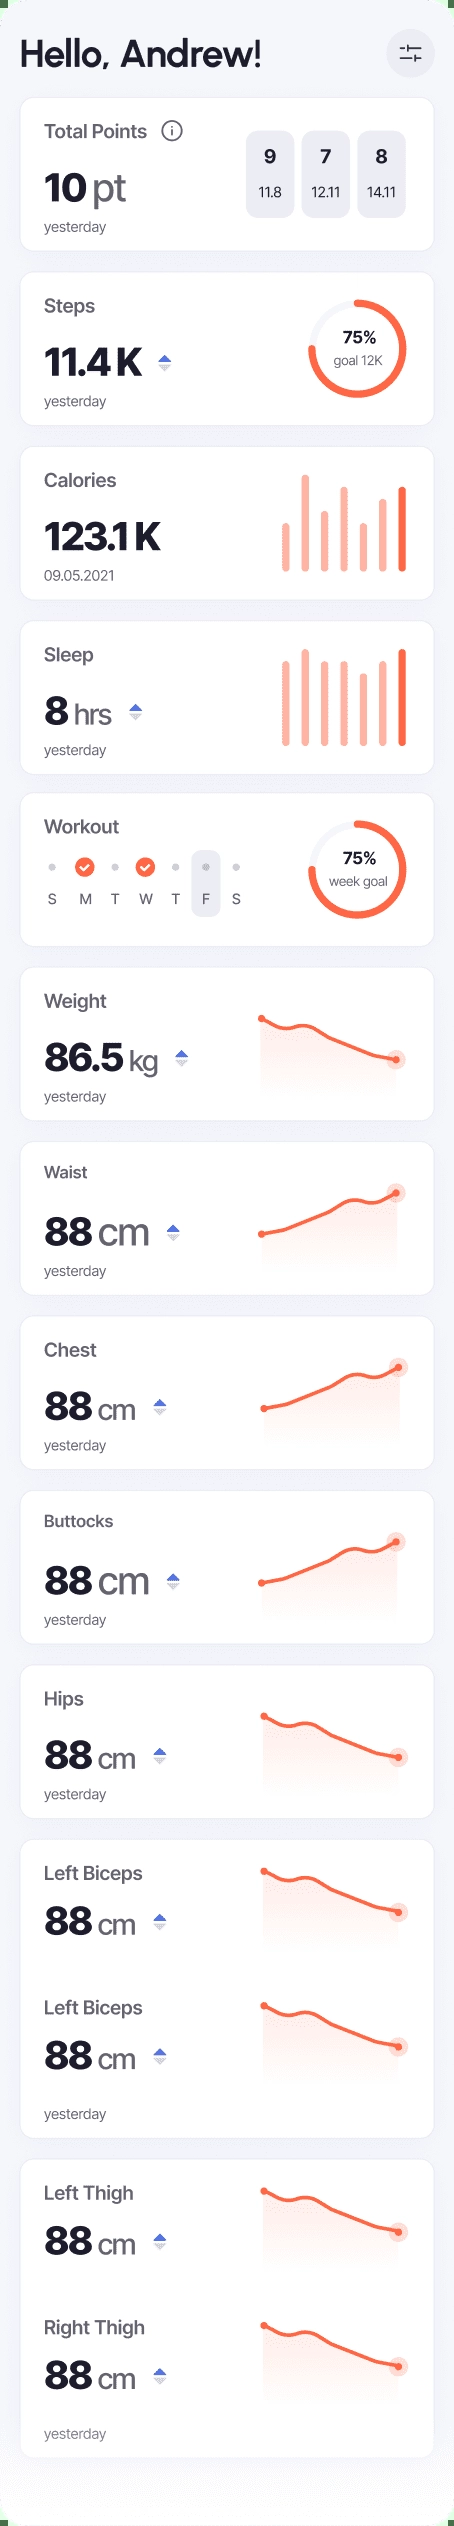 Hello, Andrew!
Total Points
9 7 8
10 pt
11.8 12.11 14.11
yesterday
Steps
75%
11.4 K
goal 12K
yesterday
Calories
123.1 K
09.05.2021
Sleep
8 hrs
yesterday
Workout
75%
week goal
S M T W T F S
Weight
86.5 kg
yesterday
Waist
88 cm
yesterday
Chest
88 cm
yesterday
Buttocks
88 cm
yesterday
Hips
88 cm
yesterday
Left Biceps
88 cm
Left Biceps
88 cm
yesterday
Left Thigh
88 cm
Right Thigh
88 cm
yesterday